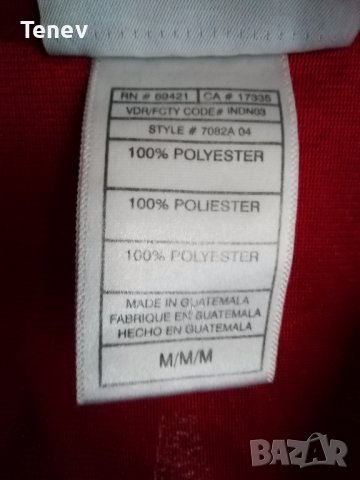 Tenev
RN # 60421 CA # 17335
VDR/FCTY CODE# INDN03
STYLE # 7082A 04
100% POLYESTER
100% POLIESTER
100% POLYESTER
MADE IN GUATEMALA
FABRIQUE EN GUATEMALA
HECHO EN GUATEMALA
M/M/M
BAZAR